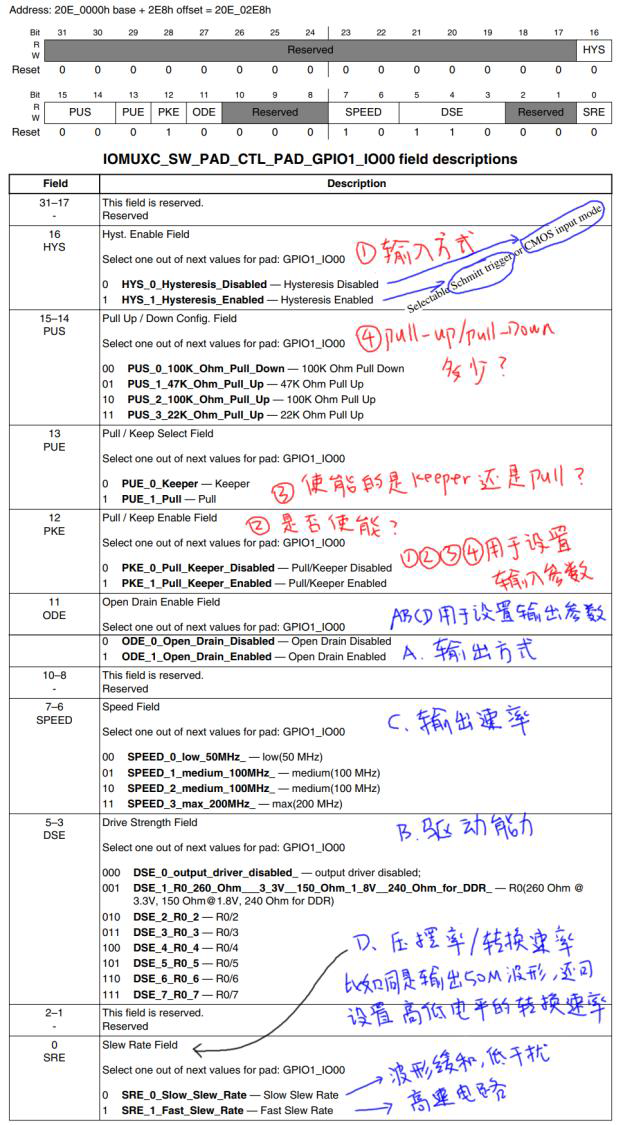 Address: 20E_0000h base + 2E8h offset = 20E_02E8h
Bit 31 30 29 28 27 26 25 24 23 22 21 20 19 18 17 16
R
W
Reserved
HYS
Reset 0 0 0 0 0 0 0 0 0 0 0 0 0 0 0 0
Bit 15 14 13 12 11 10 9 8 7 6 5 4 3 2 1 0
R
W
PUS PUE PKE ODE Reserved SPEED DSE Reserved SRE
Reset 0 0 0 1 0 0 0 0 1 0 1 1 0 0 0 0
IOMUXC_SW_PAD_CTL_PAD_GPIO1_IO00 field descriptions
Field Description
31–17 This field is reserved.
- Reserved
16 Hyst. Enable Field
HYS
Select one out of next values for pad: GPIO1_IO00
① 输入方式
0 HYS_0_Hysteresis_Disabled — Hysteresis Disabled
1 HYS_1_Hysteresis_Enabled — Hysteresis Enabled
Selectable Schmitt trigger or CMOS input mode
15–14 Pull Up / Down Config. Field
PUS
Select one out of next values for pad: GPIO1_IO00
④ pull-up/pull-Down
多少?
00 PUS_0_100K_Ohm_Pull_Down — 100K Ohm Pull Down
01 PUS_1_47K_Ohm_Pull_Up — 47K Ohm Pull Up
10 PUS_2_100K_Ohm_Pull_Up — 100K Ohm Pull Up
11 PUS_3_22K_Ohm_Pull_Up — 22K Ohm Pull Up
13 Pull / Keep Select Field
PUE
Select one out of next values for pad: GPIO1_IO00
0 PUE_0_Keeper — Keeper
1 PUE_1_Pull — Pull
③ 使能的是keeper还是pull?
12 Pull / Keep Enable Field
PKE
② 是否使能?
Select one out of next values for pad: GPIO1_IO00
0 PKE_0_Pull_Keeper_Disabled — Pull/Keeper Disabled
1 PKE_1_Pull_Keeper_Enabled — Pull/Keeper Enabled
①②③④用于设置
输入参数
11 Open Drain Enable Field
ODE
Select one out of next values for pad: GPIO1_IO00
ABCD用于设置输出参数
0 ODE_0_Open_Drain_Disabled — Open Drain Disabled
1 ODE_1_Open_Drain_Enabled — Open Drain Enabled
A. 输出方式
10–8 This field is reserved.
- Reserved
7–6 Speed Field
SPEED
Select one out of next values for pad: GPIO1_IO00
C. 输出速率
00 SPEED_0_low_50MHz_ — low(50 MHz)
01 SPEED_1_medium_100MHz_ — medium(100 MHz)
10 SPEED_2_medium_100MHz_ — medium(100 MHz)
11 SPEED_3_max_200MHz_ — max(200 MHz)
5–3 Drive Strength Field
DSE
B. 驱动能力
Select one out of next values for pad: GPIO1_IO00
000 DSE_0_output_driver_disabled_ — output driver disabled;
001 DSE_1_R0_260_Ohm___3_3V__150_Ohm_1_8V__240_Ohm_for_DDR_ — R0(260 Ohm @
3.3V, 150 Ohm@1.8V, 240 Ohm for DDR)
010 DSE_2_R0_2 — R0/2
011 DSE_3_R0_3 — R0/3
100 DSE_4_R0_4 — R0/4
101 DSE_5_R0_5 — R0/5
110 DSE_6_R0_6 — R0/6
111 DSE_7_R0_7 — R0/7
D、压摆率/转换速率
比如同是输出50M波形,还可
设置 高低电平的转换速率
2–1 This field is reserved.
- Reserved
0 Slew Rate Field
SRE
Select one out of next values for pad: GPIO1_IO00
0 SRE_0_Slow_Slew_Rate — Slow Slew Rate
1 SRE_1_Fast_Slew_Rate — Fast Slew Rate
波形缓和,低干扰
高速电路